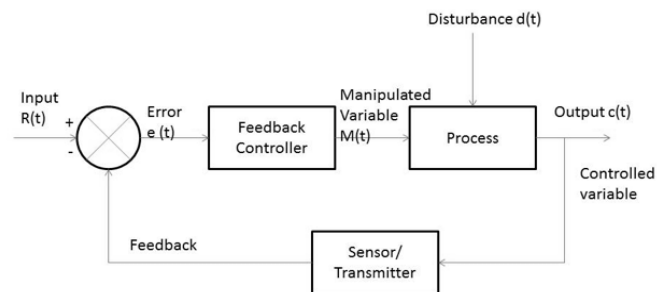 Disturbance d(t)
Input
R(t)
+
-
Error
e (t)
Feedback
Controller
Manipulated
Variable
M(t)
Process
Output c(t)
Controlled
variable
Feedback
Sensor/
Transmitter